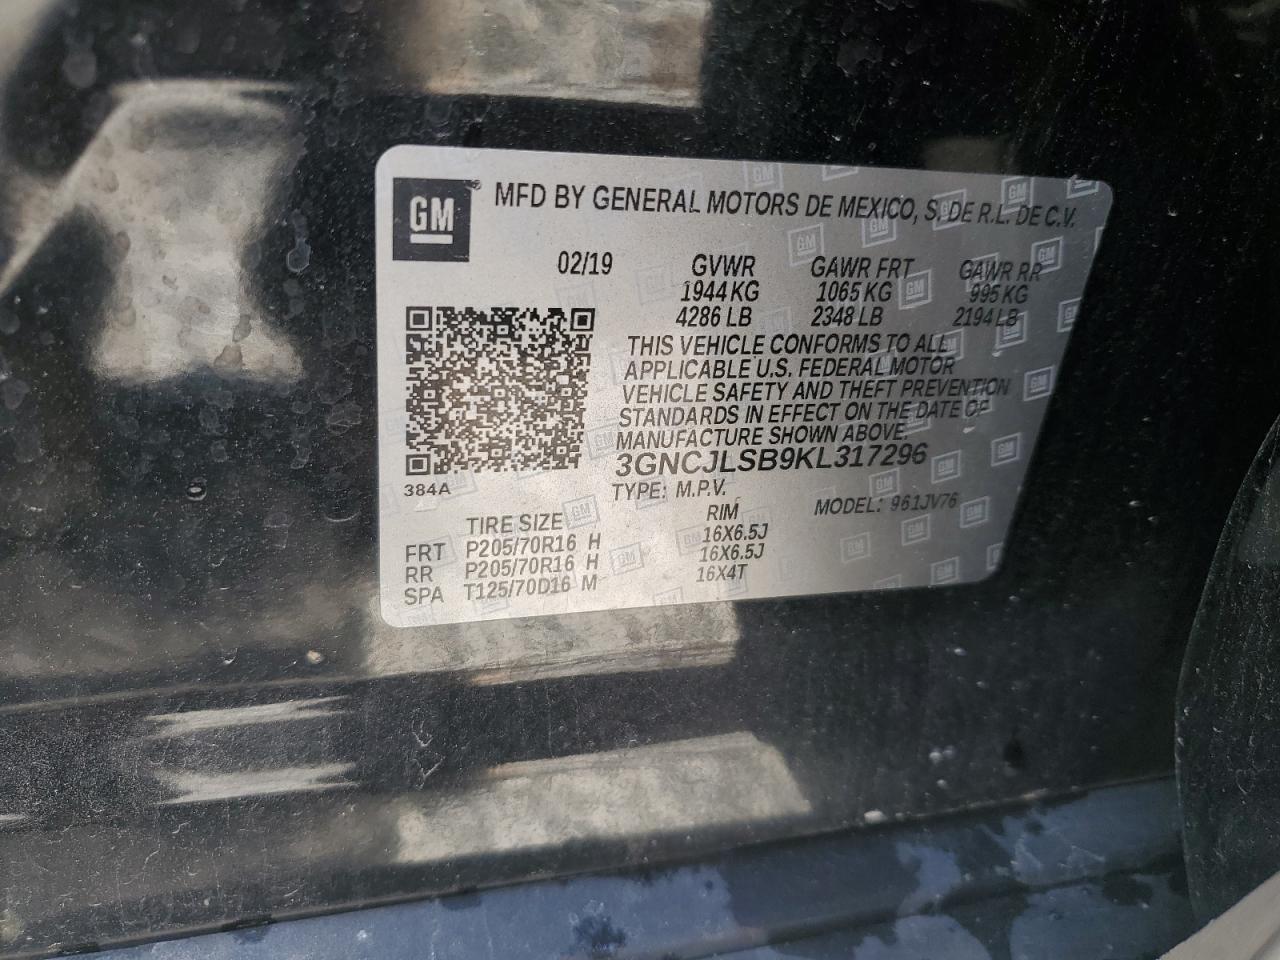 GM
MFD BY GENERAL MOTORS DE MEXICO, S. DE R.L. DE C.V.
02/19 GVWR GAWR FRT GAWR RR
1944 KG 1065 KG 995 KG
4286 LB 2348 LB 2194 LB
THIS VEHICLE CONFORMS TO ALL
APPLICABLE U.S. FEDERAL MOTOR
VEHICLE SAFETY AND THEFT PREVENTION
STANDARDS IN EFFECT ON THE DATE OF
MANUFACTURE SHOWN ABOVE.
3GNCJLSB9KL317296
384A
TYPE: M.P.V. MODEL: 961JV76
TIRE SIZE RIM
FRT P205/70R16 H 16X6.5J
RR P205/70R16 H 16X6.5J
SPA T125/70D16 M 16X4T